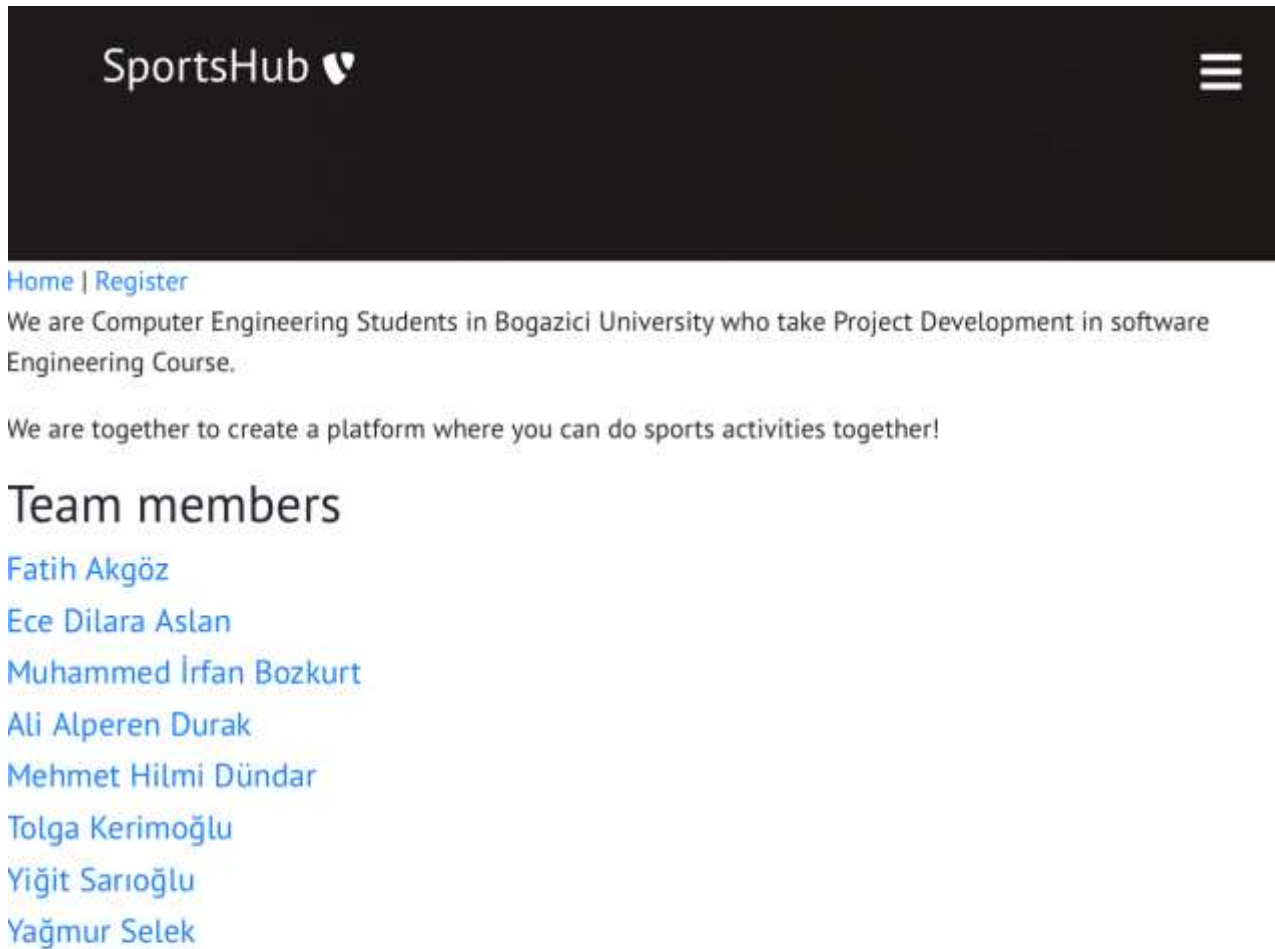 SportsHub
Home | Register
We are Computer Engineering Students in Bogazici University who take Project Development in software
Engineering Course.
We are together to create a platform where you can do sports activities together!
Team members
Fatih Akgöz
Ece Dilara Aslan
Muhammed İrfan Bozkurt
Ali Alperen Durak
Mehmet Hilmi Dündar
Tolga Kerimoğlu
Yiğit Sarıoğlu
Yağmur Selek